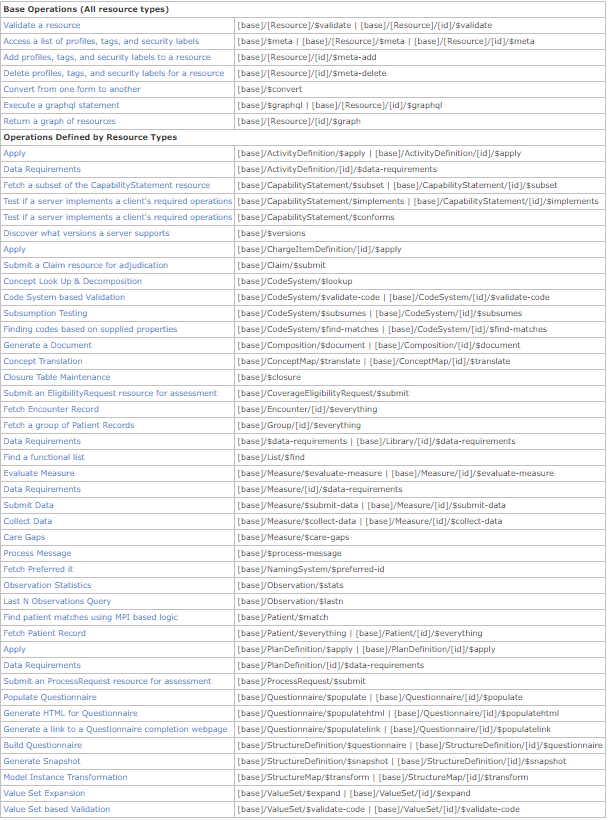 Base Operations (All resource types)
Validate a resource [base]/[Resource]/$validate | [base]/[Resource]/[id]/$validate
Access a list of profiles, tags, and security labels [base]/$meta | [base]/[Resource]/$meta | [base]/[Resource]/[id]/$meta
Add profiles, tags, and security labels to a resource [base]/[Resource]/[id]/$meta-add
Delete profiles, tags, and security labels for a resource [base]/[Resource]/[id]/$meta-delete
Convert from one form to another [base]/$convert
Execute a graphql statement [base]/$graphql | [base]/[Resource]/[id]/$graphql
Return a graph of resources [base]/[Resource]/[id]/$graph
Operations Defined by Resource Types
Apply [base]/ActivityDefinition/$apply | [base]/ActivityDefinition/[id]/$apply
Data Requirements [base]/ActivityDefinition/[id]/$data-requirements
Fetch a subset of the CapabilityStatement resource [base]/CapabilityStatement/$subset | [base]/CapabilityStatement/[id]/$subset
Test if a server implements a client's required operations [base]/CapabilityStatement/$implements | [base]/CapabilityStatement/[id]/$implements
Test if a server implements a client's required operations [base]/CapabilityStatement/$conforms
Discover what versions a server supports [base]/$versions
Apply [base]/ChargeItemDefinition/[id]/$apply
Submit a Claim resource for adjudication [base]/Claim/$submit
Concept Look Up & Decomposition [base]/CodeSystem/$lookup
Code System based Validation [base]/CodeSystem/$validate-code | [base]/CodeSystem/[id]/$validate-code
Subsumption Testing [base]/CodeSystem/$subsumes | [base]/CodeSystem/[id]/$subsumes
Finding codes based on supplied properties [base]/CodeSystem/$find-matches | [base]/CodeSystem/[id]/$find-matches
Generate a Document [base]/Composition/$document | [base]/Composition/[id]/$document
Concept Translation [base]/ConceptMap/$translate | [base]/ConceptMap/[id]/$translate
Closure Table Maintenance [base]/$closure
Submit an EligibilityRequest resource for assessment [base]/CoverageEligibilityRequest/$submit
Fetch Encounter Record [base]/Encounter/[id]/$everything
Fetch a group of Patient Records [base]/Group/[id]/$everything
Data Requirements [base]/$data-requirements | [base]/Library/[id]/$data-requirements
Find a functional list [base]/List/$find
Evaluate Measure [base]/Measure/$evaluate-measure | [base]/Measure/[id]/$evaluate-measure
Data Requirements [base]/Measure/[id]/$data-requirements
Submit Data [base]/Measure/$submit-data | [base]/Measure/[id]/$submit-data
Collect Data [base]/Measure/$collect-data | [base]/Measure/[id]/$collect-data
Care Gaps [base]/Measure/$care-gaps
Process Message [base]/$process-message
Fetch Preferred it [base]/NamingSystem/$preferred-id
Observation Statistics [base]/Observation/$stats
Last N Observations Query [base]/Observation/$lastn
Find patient matches using MPI based logic [base]/Patient/$match
Fetch Patient Record [base]/Patient/$everything | [base]/Patient/[id]/$everything
Apply [base]/PlanDefinition/$apply | [base]/PlanDefinition/[id]/$apply
Data Requirements [base]/PlanDefinition/[id]/$data-requirements
Submit an ProcessRequest resource for assessment [base]/ProcessRequest/$submit
Populate Questionnaire [base]/Questionnaire/$populate | [base]/Questionnaire/[id]/$populate
Generate HTML for Questionnaire [base]/Questionnaire/$populatehtml | [base]/Questionnaire/[id]/$populatehtml
Generate a link to a Questionnaire completion webpage [base]/Questionnaire/$populatelink | [base]/Questionnaire/[id]/$populatelink
Build Questionnaire [base]/StructureDefinition/$questionnaire | [base]/StructureDefinition/[id]/$questionnaire
Generate Snapshot [base]/StructureDefinition/$snapshot | [base]/StructureDefinition/[id]/$snapshot
Model Instance Transformation [base]/StructureMap/$transform | [base]/StructureMap/[id]/$transform
Value Set Expansion [base]/ValueSet/$expand | [base]/ValueSet/[id]/$expand
Value Set based Validation [base]/ValueSet/$validate-code | [base]/ValueSet/[id]/$validate-code